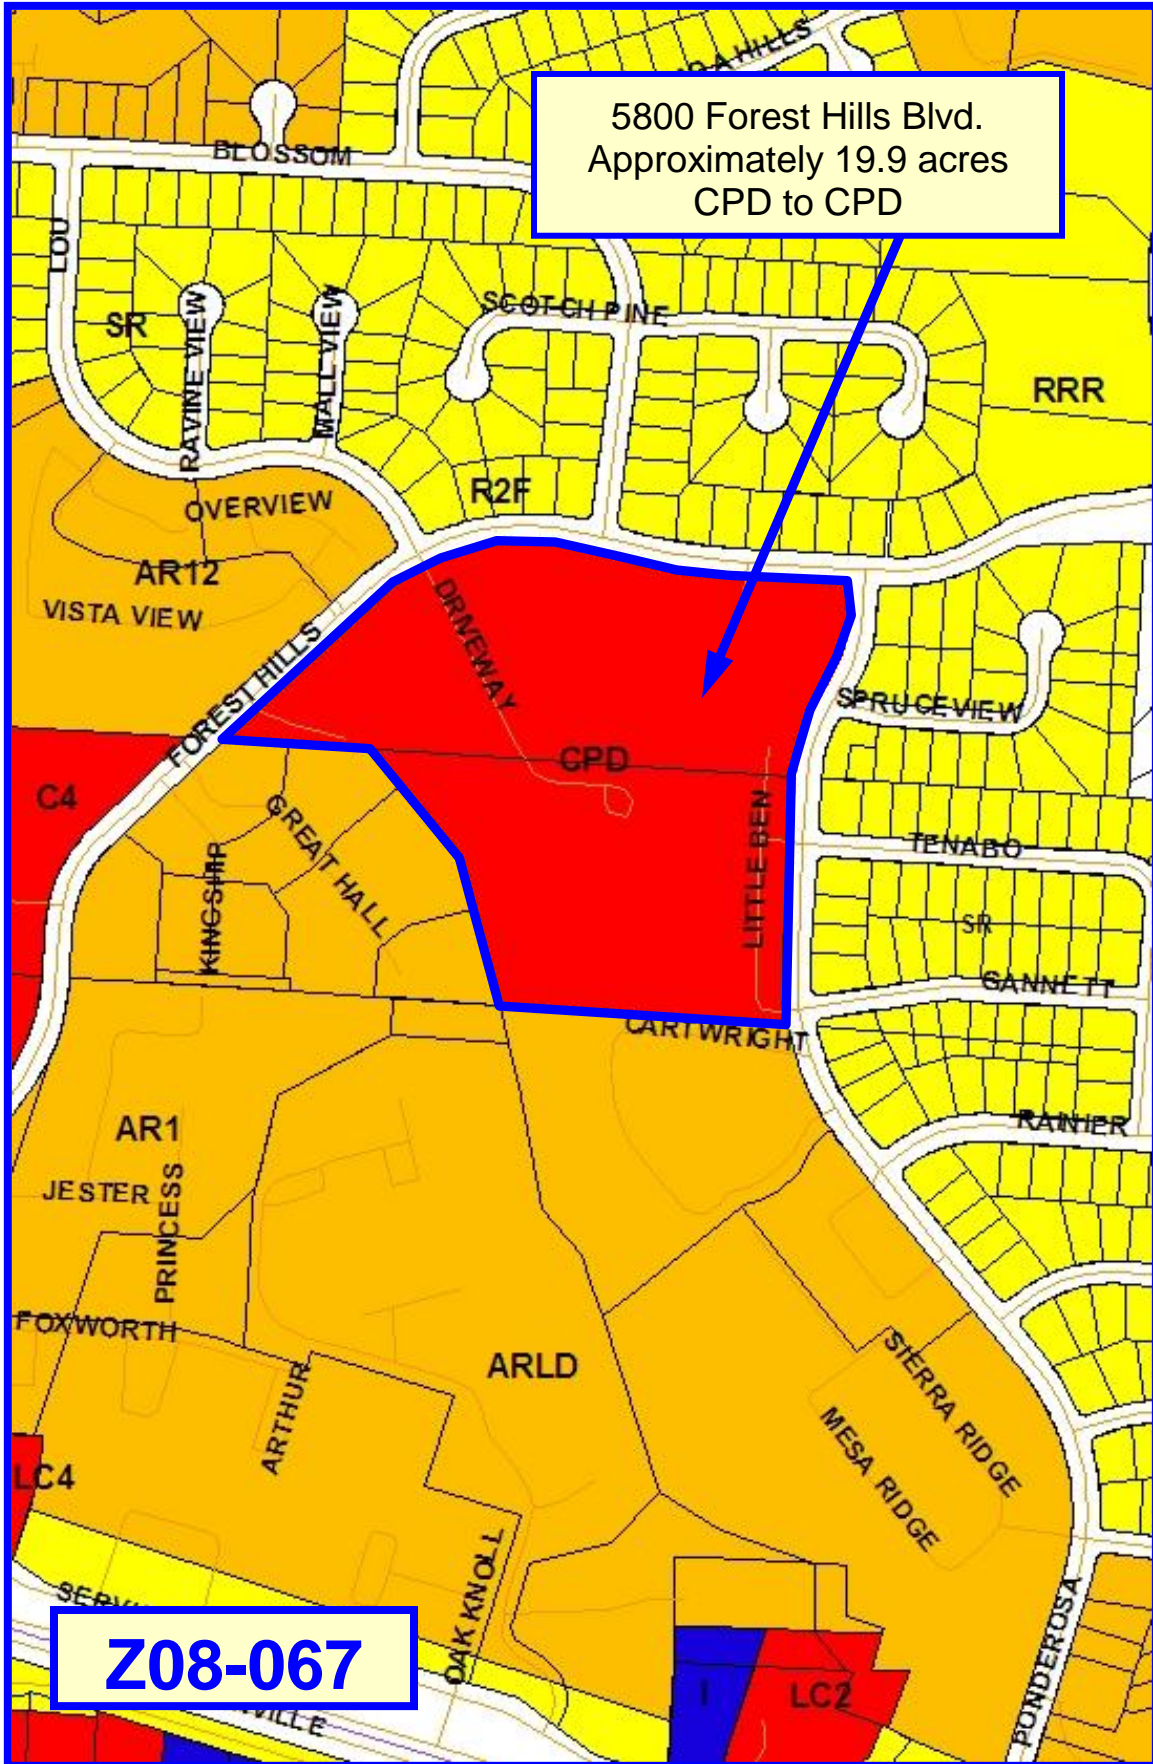 5800 Forest Hills Blvd.
Approximately 19.9 acres
CPD to CPD
BLOSSOM
LOU
SR
RAVINE VIEW
MALL VIEW
SCOTCH PINE
RRR
R2F
OVERVIEW
AR12
VISTA VIEW
FOREST HILLS
DRIVEWAY
SPRUCEVIEW
CPD
C4
GREAT HALL
KINGSHIP
LITTLE BEN
TENABO
SR
GANNETT
CARTWRIGHT
RAINIER
AR1
JESTER
PRINCESS
FOXWORTH
ARTHUR
ARLD
SIERRA RIDGE
MESA RIDGE
LC4
OAK KNOLL
PONDEROSA
Z08-067
I
LC2